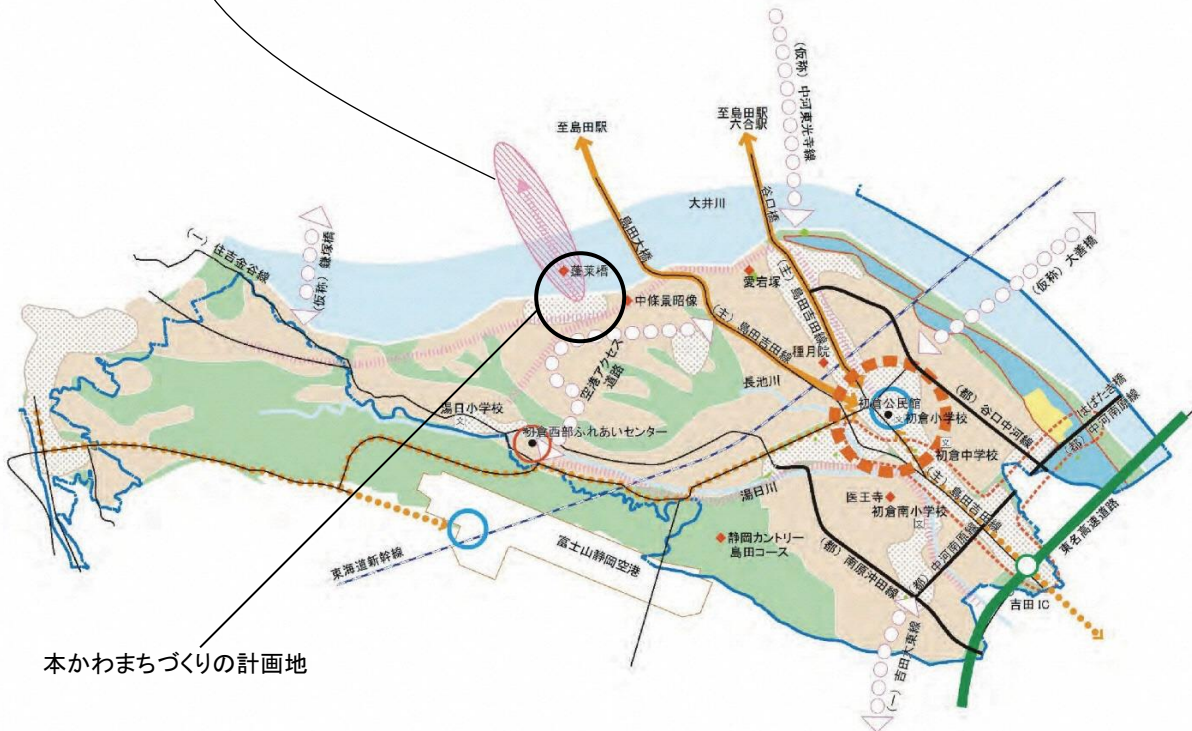 至島田駅
至島田駅
六合駅
(仮称) 中河東光寺線
大井川
谷口橋
島田大橋
(一) 住吉金谷線
(仮称) 鎌塚橋
蓬莱橋
中條景昭像
愛宕塚
(主) 島田吉田線
(主) 島田吉田線
(仮称) 大善橋
種月院
空港アクセス
道路
長池川
湯日小学校
文
初倉公民館
文
初倉小学校
(都) 谷口中河線
はばたき橋
(都) 中河南原線
初倉西部ふれあいセンター
文
初倉中学校
(主) 島田吉田線
湯日川
医王寺
初倉南小学校
文
静岡カントリー
島田コース
(都) 中河南原線
(都) 南原沖田線
東名高速道路
東海道新幹線
富士山静岡空港
吉田IC
(一) 吉田大東線
本かわまちづくりの計画地